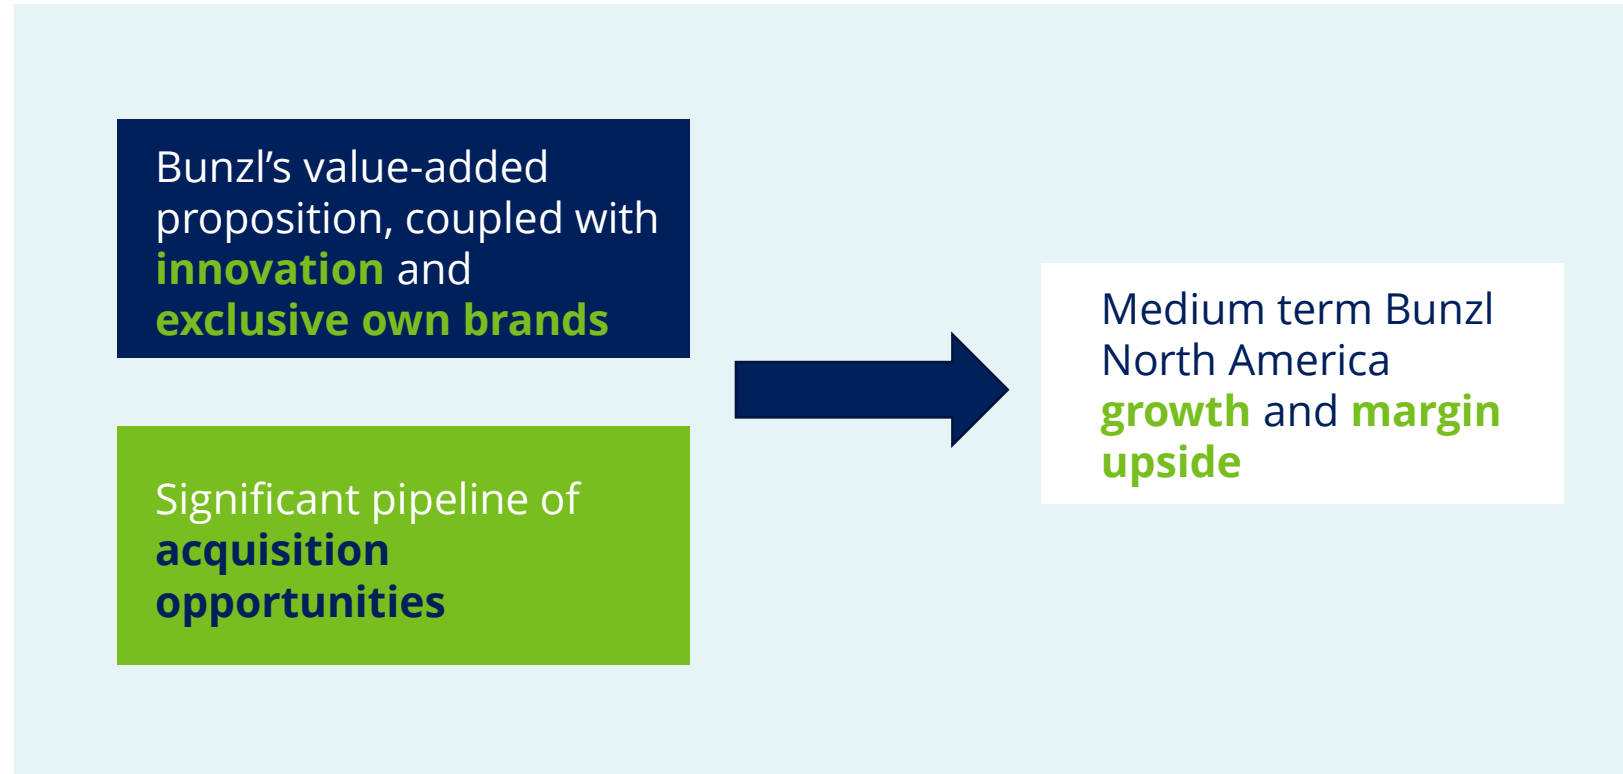 Bunzl’s value-added
proposition, coupled with
innovation and
exclusive own brands
Significant pipeline of
acquisition
opportunities
Medium term Bunzl
North America
growth and margin
upside